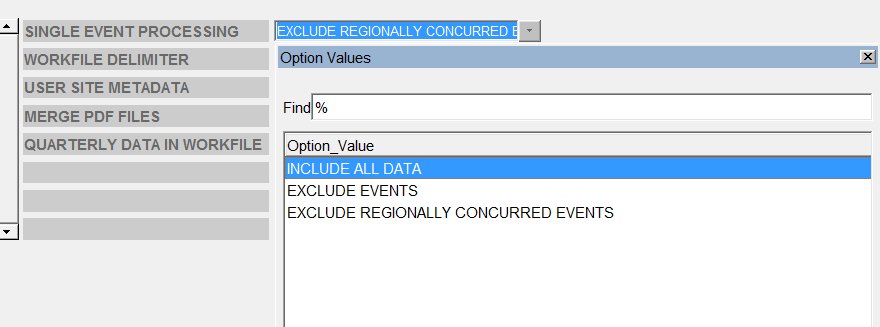 SINGLE EVENT PROCESSING
EXCLUDE REGIONALLY CONCURRED E
WORKFILE DELIMITER
USER SITE METADATA
MERGE PDF FILES
QUARTERLY DATA IN WORKFILE
Option Values
Find %
Option_Value
INCLUDE ALL DATA
EXCLUDE EVENTS
EXCLUDE REGIONALLY CONCURRED EVENTS